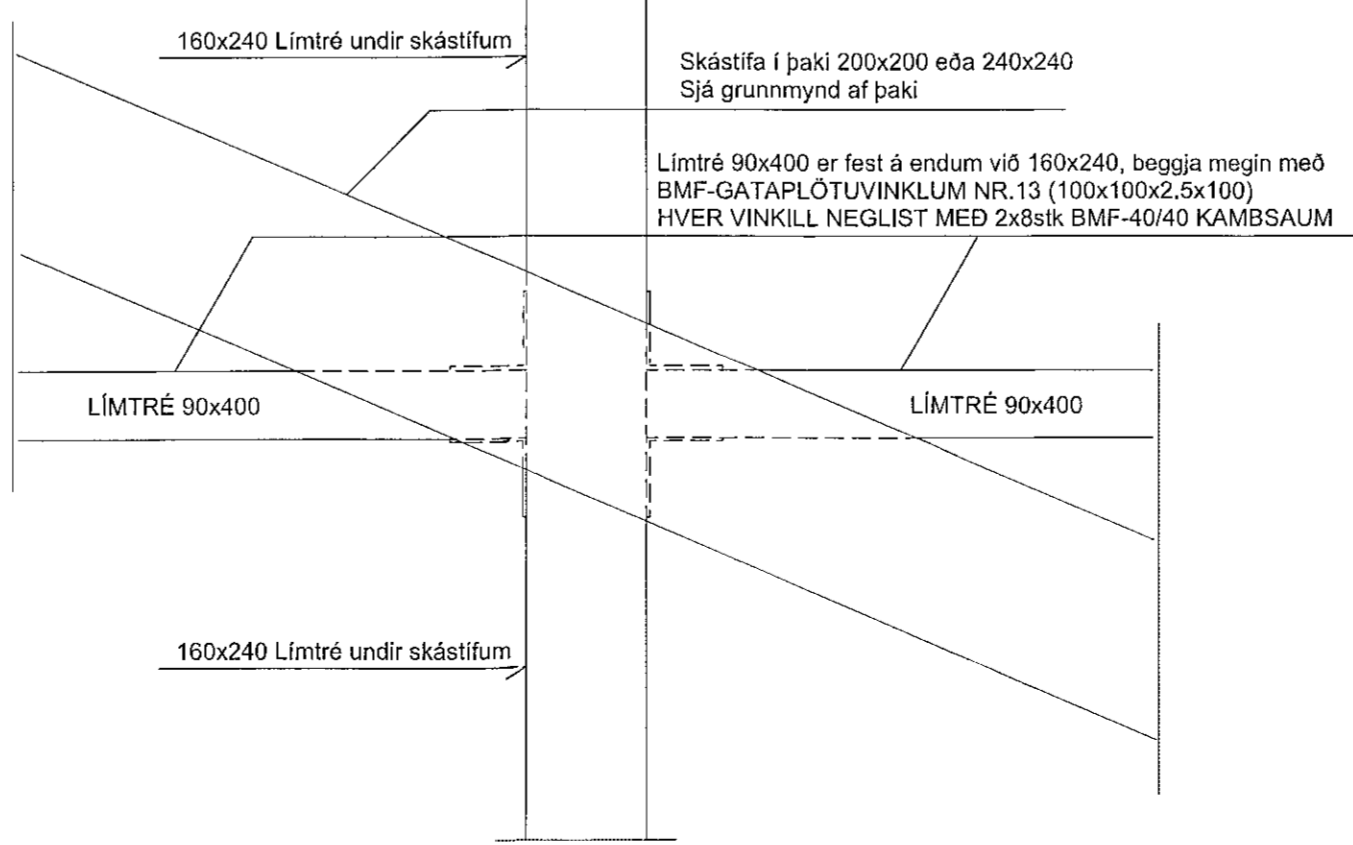 160x240 Límtré undir skástífum
Skástífa í þaki 200x200 eða 240x240
Sjá grunnmynd af þaki
Límtré 90x400 er fest á endum við 160x240, beggja megin með
BMF-GATAPLÖTUVINKLUM NR.13 (100x100x2,5x100)
HVER VINKILL NEGLIST MEÐ 2x8stk BMF-40/40 KAMBSAUM
LÍMTRÉ 90x400
LÍMTRÉ 90x400
160x240 Límtré undir skástífum